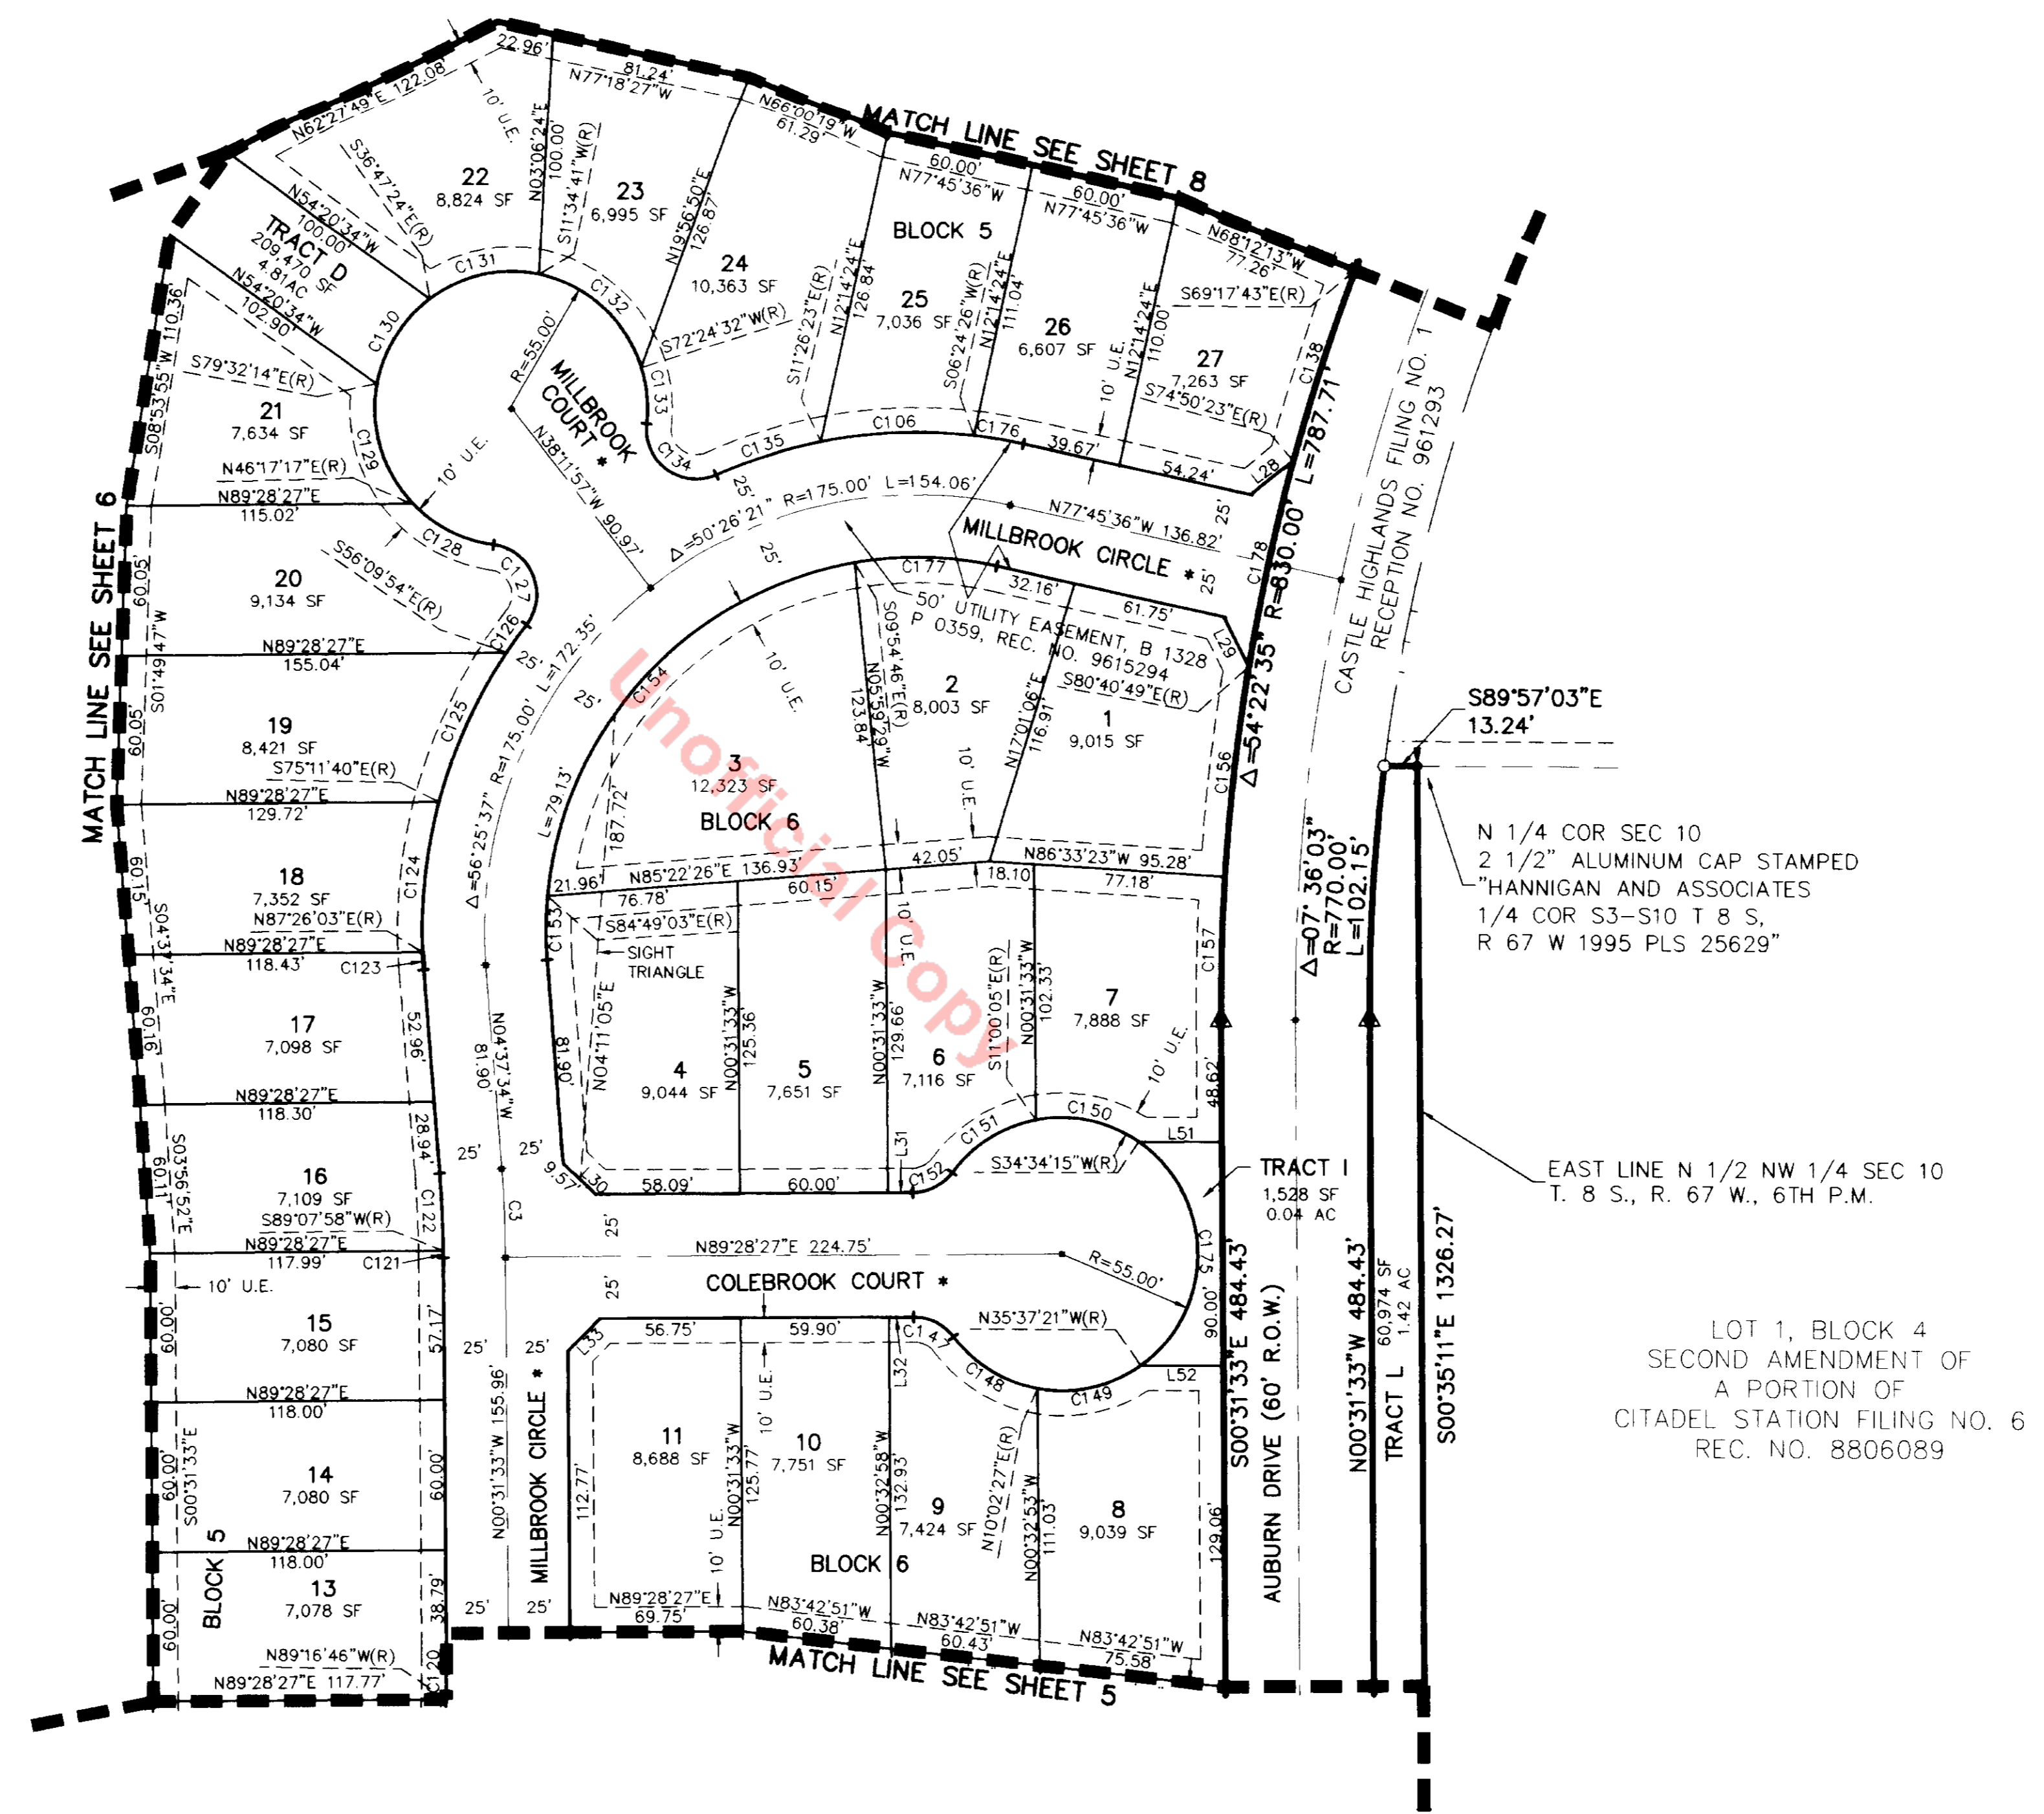 22.96'
81.24'
N77°18'27"W
N62°27'49"E 122.08'
10' U.E.
N66°00'19"W
61.29'
MATCH LINE SEE SHEET 8
60.00'
N77°45'36"W
60.00'
N77°45'36"W
N68°12'13"W
77.26'
S36°47'24"E(R)
22
8,824 SF
N03°06'24"E
100.00'
S11°34'41"W(R)
23
6,995 SF
N19°56'50"E
126.87'
BLOCK 5
N54°20'34"W
100.00'
TRACT D
209,470 SF
4.81AC
N54°20'34"W
102.90'
C131
C132
C130
24
10,363 SF
S72°24'32"W(R)
S11°26'23"E(R)
N12°14'24"E
126.84'
25
7,036 SF
S06°24'26"W(R)
N12°14'24"E
111.04'
26
6,607 SF
10' U.E.
N12°14'24"E
110.00'
S69°17'43"E(R)
27
7,263 SF
S74°50'23"E(R)
C138
S08°53'55"W 110.36'
S79°32'14"E(R)
21
7,634 SF
C129
R=55.00'
MILLBROOK
COURT *
N38°11'57"W 90.97'
C133
C134
C135
C106
C176
39.67'
54.24'
L28
10' U.E.
N46°17'17"E(R)
N89°28'27"E
115.02'
C128
C127
C126
S56°09'54"E(R)
25'
Δ=50°26'21" R=175.00' L=154.06'
25'
N77°45'36"W 136.82'
MILLBROOK CIRCLE *
25'
25'
C178
Δ=54°22'35" R=830.00' L=787.71'
CASTLE HIGHLANDS FILING NO. 1
RECEPTION NO. 961293
MATCH LINE SEE SHEET 6
60.05'
S01°49'47"W
20
9,134 SF
N89°28'27"E
155.04'
60.05'
19
8,421 SF
S75°11'40"E(R)
N89°28'27"E
129.72'
C125
25'
25'
Δ=56°25'37" R=175.00' L=172.35'
C154
L=79.13'
10' U.E.
C177
32.16'
61.75'
L29
50' UTILITY EASEMENT, B 1328
P 0359, REC. NO. 9615294
S09°54'46"E(R)
N05°59'29"W
123.84'
2
8,003 SF
N17°01'06"E
116.91'
S80°40'49"E(R)
1
9,015 SF
C156
10' U.E.
3
12,323 SF
187.72'
BLOCK 6
Unofficial Copy
S89°57'03"E
13.24'
N 1/4 COR SEC 10
2 1/2" ALUMINUM CAP STAMPED
"HANNIGAN AND ASSOCIATES
1/4 COR S3-S10 T 8 S,
R 67 W 1995 PLS 25629"
Δ=07°36'03"
R=770.00'
L=102.15'
60.15'
S04°37'34"E
18
7,352 SF
N87°26'03"E(R)
N89°28'27"E
118.43'
C124
C123
21.96'
N85°22'26"E 136.93'
76.78'
60.15'
42.05'
N86°33'23"W 95.28'
18.10
77.18'
C153
S84°49'03"E(R)
SIGHT
TRIANGLE
10' U.E.
C157
60.16'
17
7,098 SF
52.96'
N89°28'27"E
118.30'
N04°37'34"W
81.90'
81.90'
N04°11'05"E
4
9,044 SF
N00°31'33"W
125.36'
5
7,651 SF
N00°31'33"W
129.66'
6
7,116 SF
S11°00'05"E(R)
N00°31'33"W
102.33'
7
7,888 SF
10' U.E.
48.62'
60.11'
S03°56'52"E
16
7,109 SF
28.94'
S89°07'58"W(R)
N89°28'27"E
117.99'
C122
C121
25'
25'
C3
9.57'
L30
58.09'
60.00'
L31
C152
C151
C150
S34°34'15"W(R)
L51
TRACT I
1,528 SF
0.04 AC
EAST LINE N 1/2 NW 1/4 SEC 10
T. 8 S., R. 67 W., 6TH P.M.
25'
N89°28'27"E 224.75'
COLEBROOK COURT *
25'
R=55.00'
C175
90.00'
S00°31'33"E 484.43'
AUBURN DRIVE (60' R.O.W.)
N00°31'33"W 484.43'
TRACT L
60,974 SF
1.42 AC
S00°35'11"E 1326.27'
10' U.E.
60.00'
15
7,080 SF
57.17'
N89°28'27"E
118.00'
25'
25'
L33
56.75'
59.90'
L32
C147
C148
C149
N35°37'21"W(R)
L52
LOT 1, BLOCK 4
SECOND AMENDMENT OF
A PORTION OF
CITADEL STATION FILING NO. 6
REC. NO. 8806089
60.00'
S00°31'33"E
14
7,080 SF
60.00'
N89°28'27"E
118.00'
N00°31'33"W 155.96'
MILLBROOK CIRCLE *
112.77'
11
8,688 SF
N00°31'33"W
125.77'
10' U.E.
10' U.E.
10
7,751 SF
N00°32'58"W
132.93'
9
7,424 SF
N10°02'27"E(R)
N00°32'53"W
111.03'
8
9,039 SF
129.06'
BLOCK 6
60.00'
BLOCK 5
13
7,078 SF
38.79'
N89°16'46"W(R)
N89°28'27"E 117.77'
C120
25'
25'
N89°28'27"E
69.75'
N83°42'51"W
60.38'
N83°42'51"W
60.43'
N83°42'51"W
75.58'
MATCH LINE SEE SHEET 5